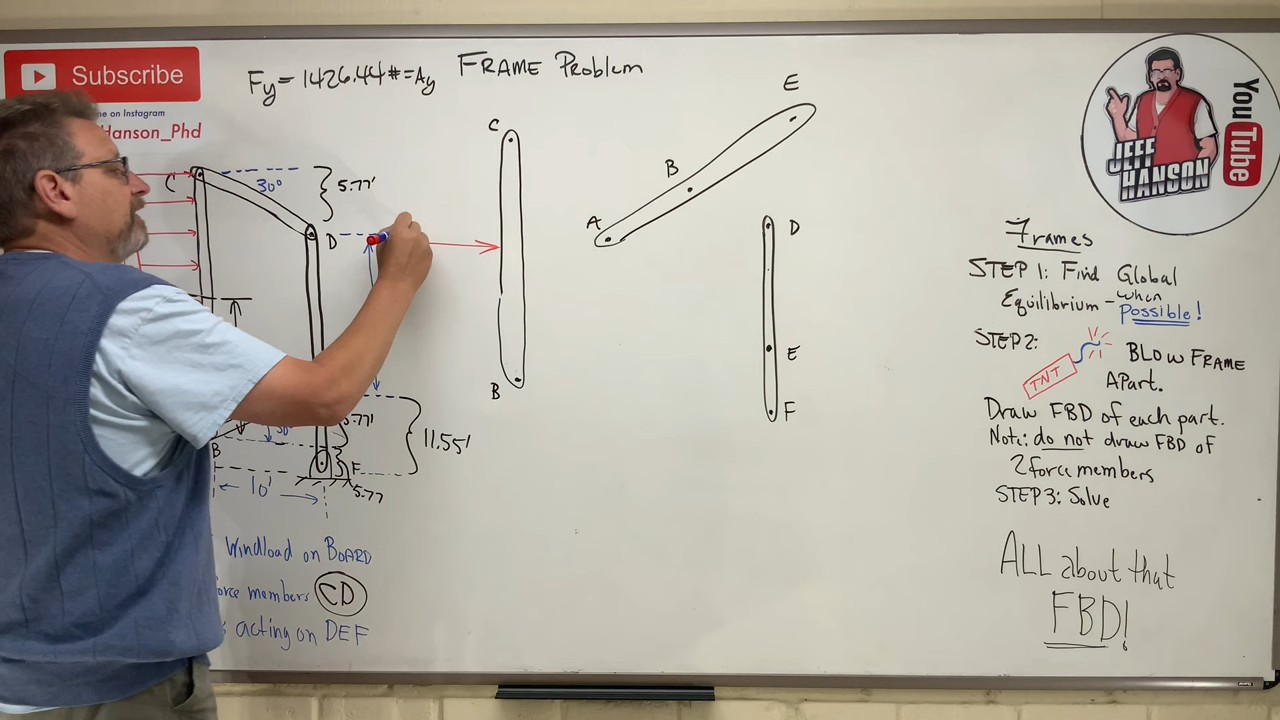 Subscribe
me on Instagram
Hanson_Phd
Fy = 1426.44# = Ay
FRAME Problem
C
30°
5.77'
D
5.77'
30°
11.55'
B
F
5.77
10'
Windload on BOARD
orce members CD
acting on DEF
C
B
A
B
E
D
E
F
JEFF
HANSON
YouTube
Frames
STEP 1: Find Global
Equilibrium - when
possible!
STEP 2:
TNT
BLOW FRAME
APart.
Draw FBD of each part.
Note: do not draw FBD of
2 force members
STEP 3: Solve
ALL about that
FBD!